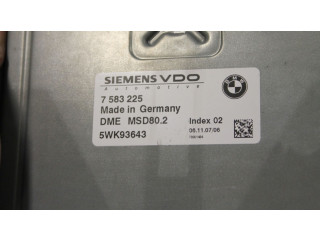 SIEMENS VDO
Automotive
BMW
7 583 225
Made in Germany
DME MSD80.2 Index 02
06.11.07/06
5WK93643